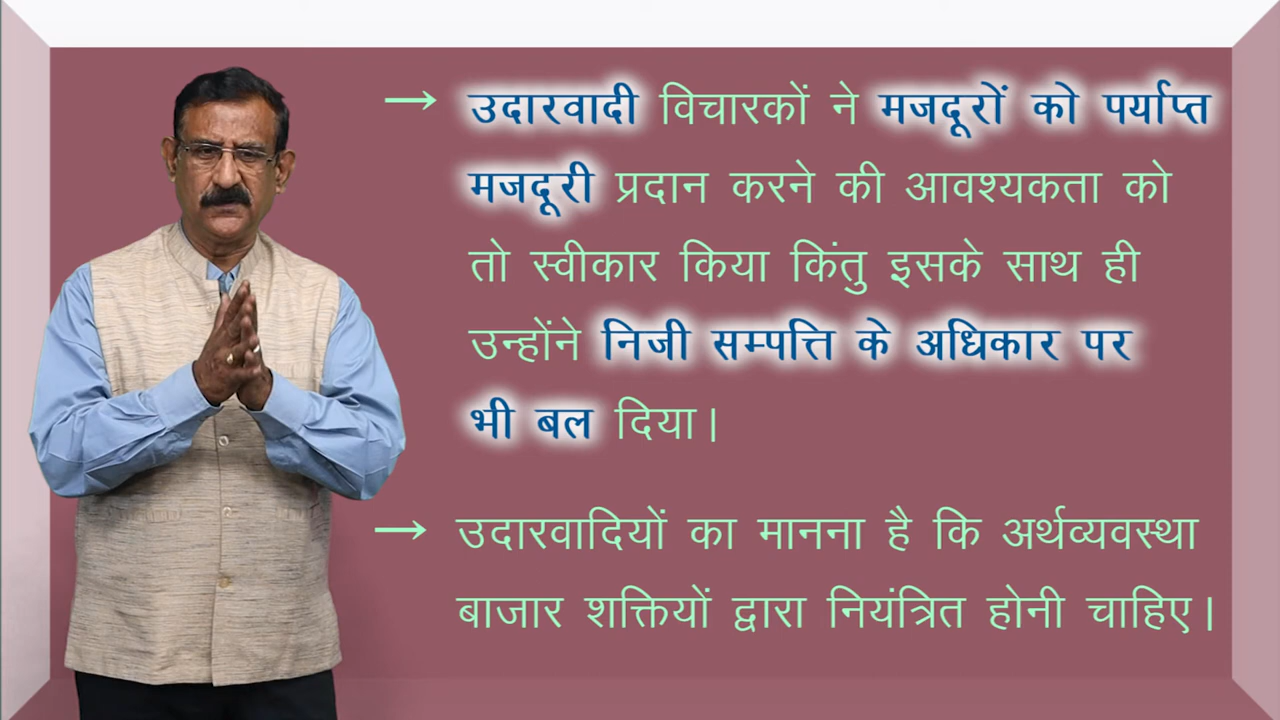 → उदारवादी विचारकों ने मजदूरों को पर्याप्त
मजदूरी प्रदान करने की आवश्यकता को
तो स्वीकार किया किंतु इसके साथ ही
उन्होंने निजी सम्पत्ति के अधिकार पर
भी बल दिया।
→ उदारवादियों का मानना है कि अर्थव्यवस्था
बाजार शक्तियों द्वारा नियंत्रित होनी चाहिए।